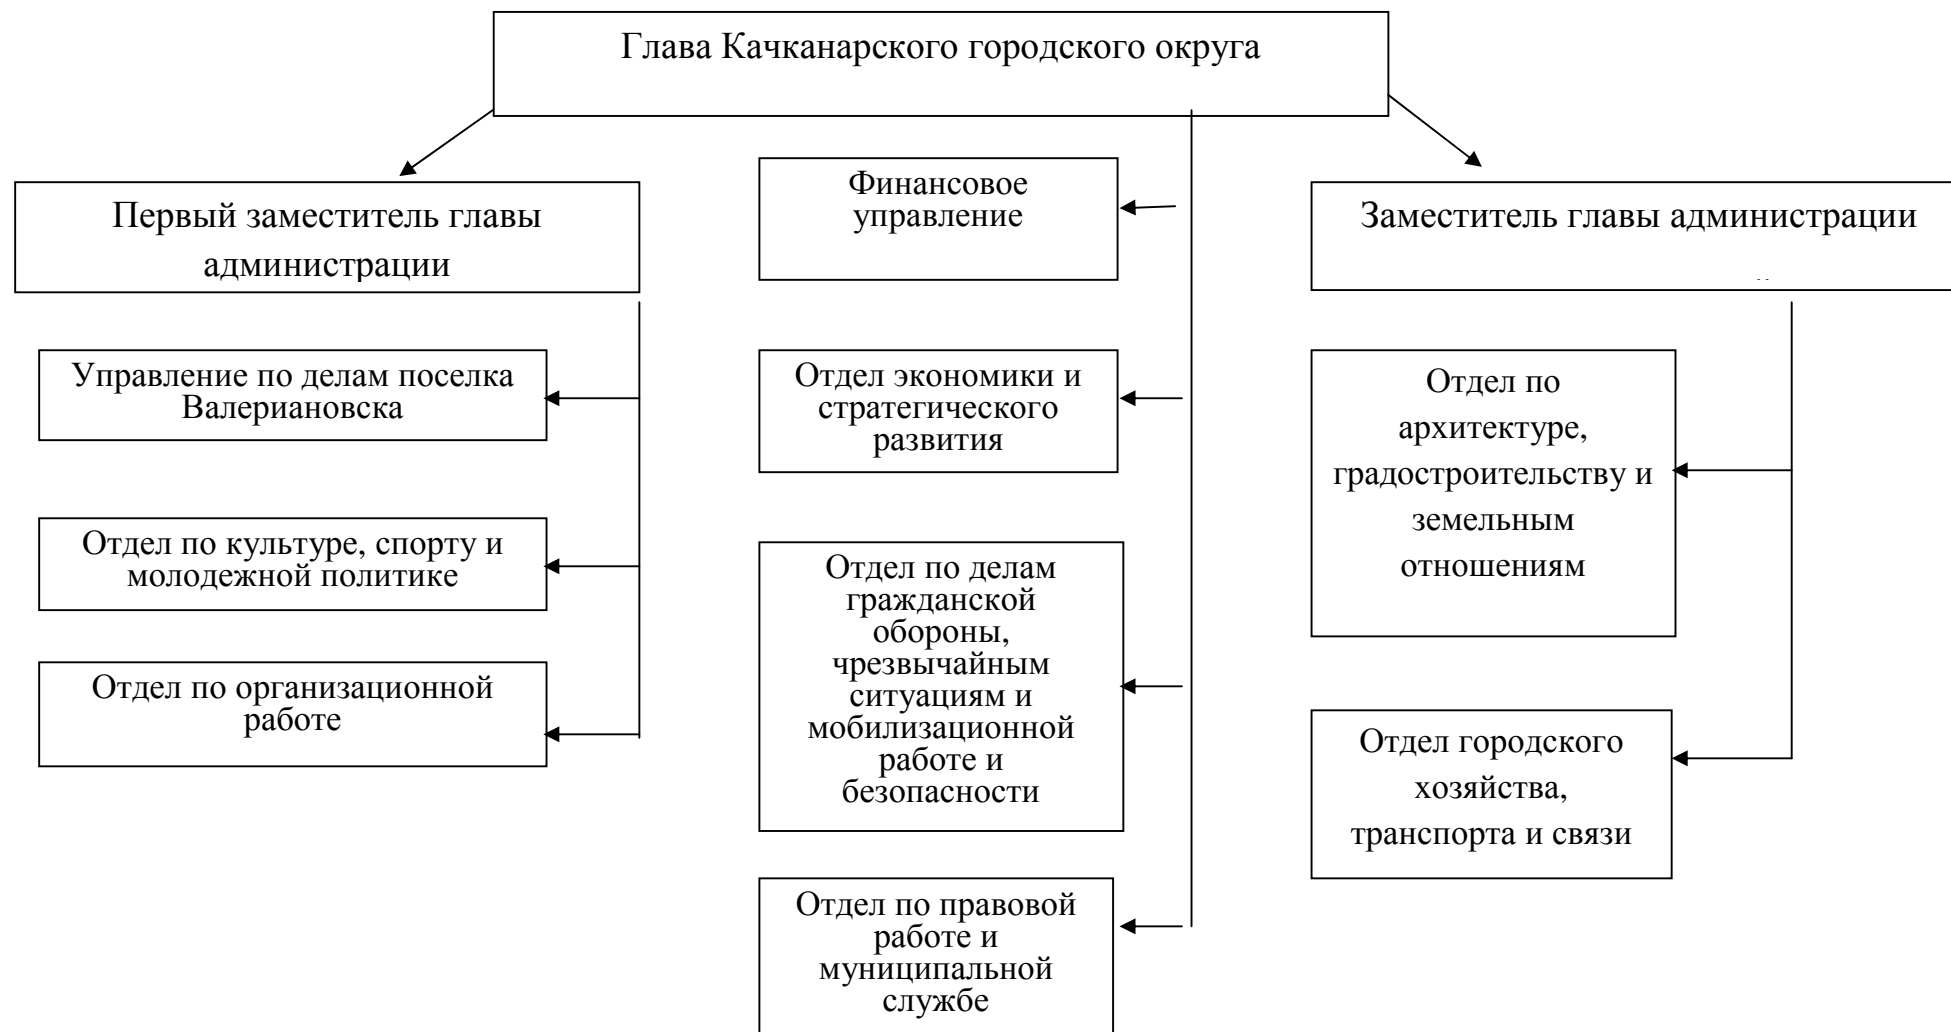 Глава Качканарского городского округа
Первый заместитель главы
администрации
Финансовое
управление
Заместитель главы администрации
Управление по делам поселка
Валериановска
Отдел экономики и
стратегического
развития
Отдел по
архитектуре,
градостроительству и
земельным
отношениям
Отдел по культуре, спорту и
молодежной политике
Отдел по делам
гражданской
обороны,
чрезвычайным
ситуациям и
мобилизационной
работе и
безопасности
Отдел по организационной
работе
Отдел городского
хозяйства,
транспорта и связи
Отдел по правовой
работе и
муниципальной
службе